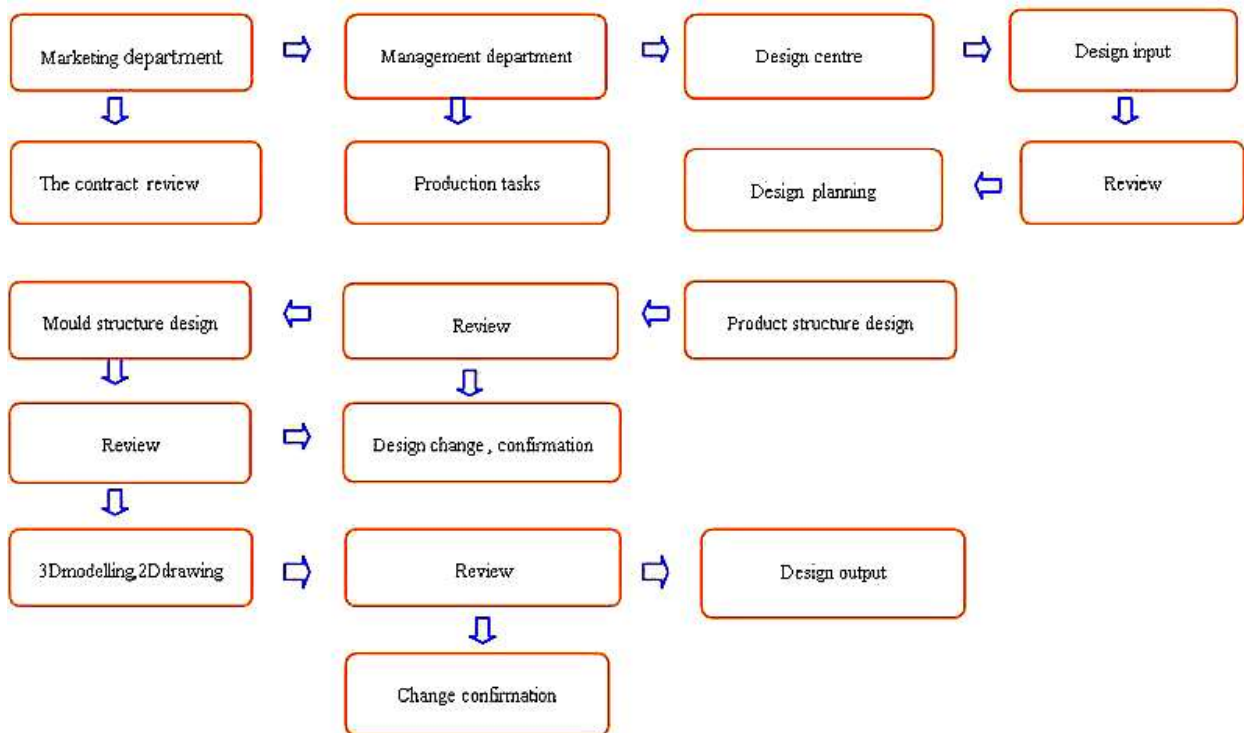 Marketing department
Management department
Design centre
Design input
The contract review
Production tasks
Design planning
Review
Mould structure design
Review
Product structure design
Review
Design change , confirmation
3Dmodelling,2Ddrawing
Review
Design output
Change confirmation